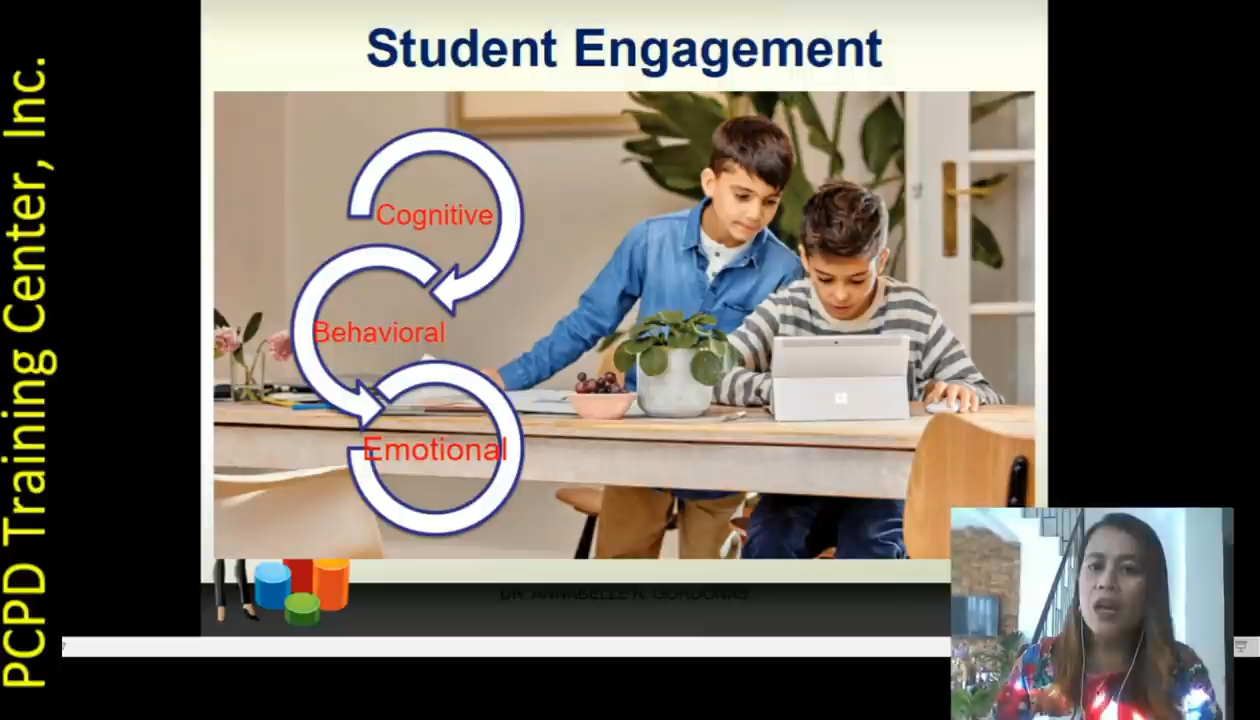 PCPD Training Center, Inc.
Student Engagement
Cognitive
Behavioral
Emotional
DR. ANNABELLE A. GORDONAS